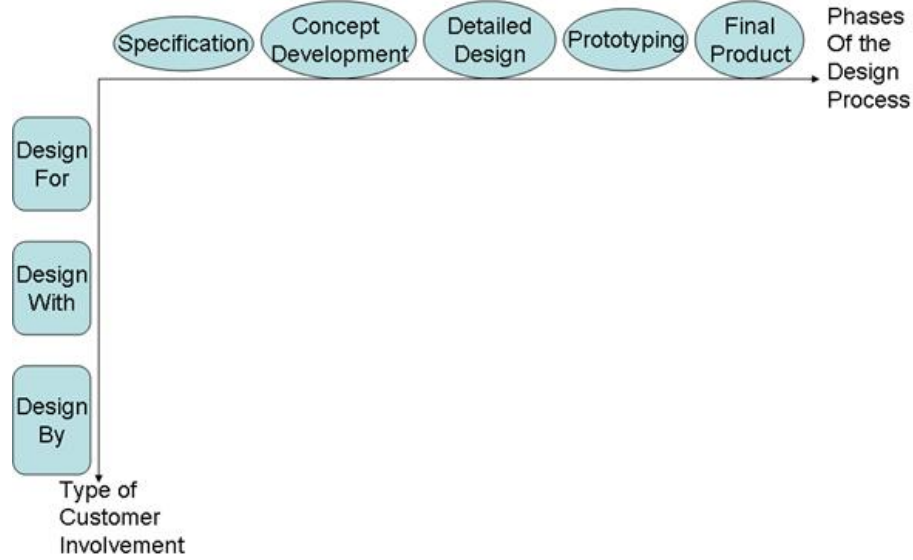 Specification
Concept
Development
Detailed
Design
Prototyping
Final
Product
Phases
Of the
Design
Process
Design
For
Design
With
Design
By
Type of
Customer
Involvement